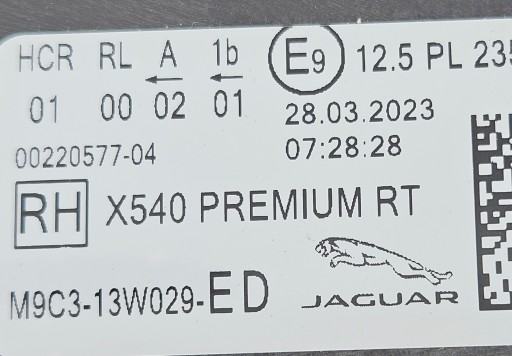 HCR RL A 1b E9 12.5 PL 235
01 00 02 01 28.03.2023
00220577-04 07:28:28
RH X540 PREMIUM RT
M9C3-13W029-ED JAGUAR